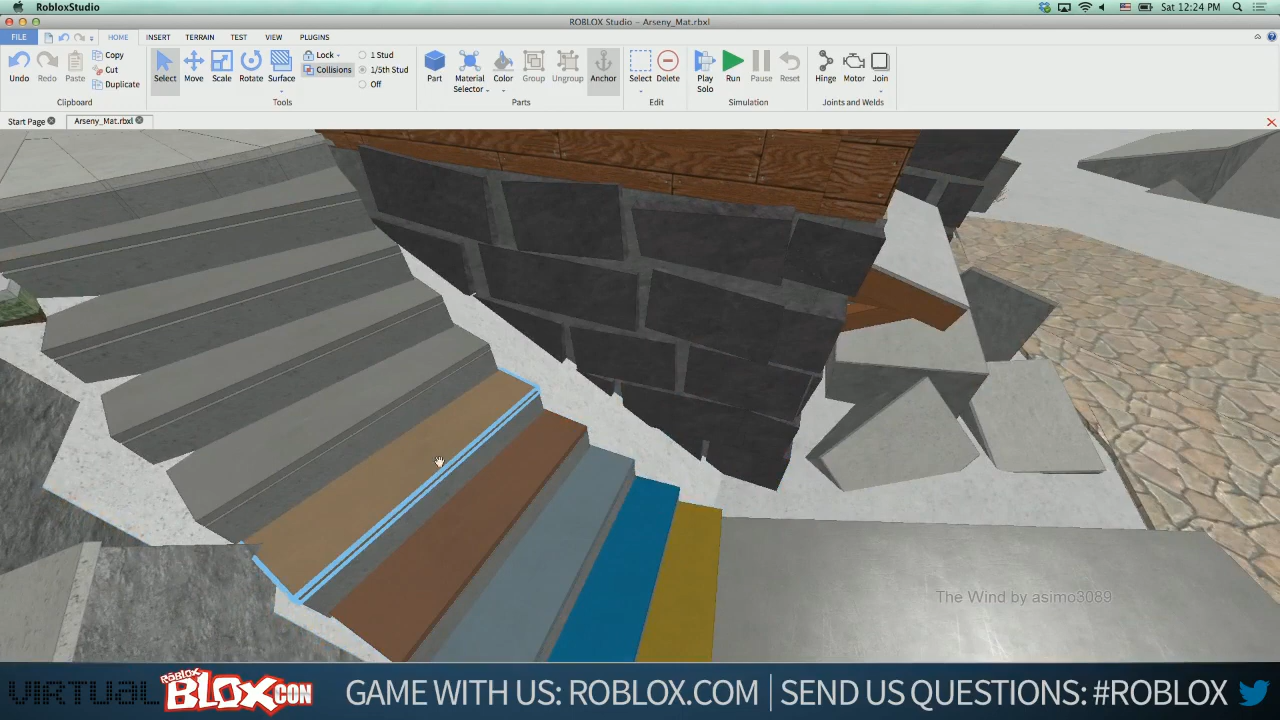 RobloxStudio
Sat 12:24 PM
ROBLOX Studio – Arseny_Mat.rbxl
FILE
HOME
INSERT
TERRAIN
TEST
VIEW
PLUGINS
Undo
Redo
Paste
Copy
Cut
Duplicate
Clipboard
Select
Move
Scale
Rotate
Surface
Lock
Collisions
1 Stud
1/5th Stud
Off
Tools
Part
Material Selector
Color
Group
Ungroup
Anchor
Parts
Select
Delete
Edit
Play Solo
Run
Pause
Reset
Simulation
Hinge
Motor
Join
Joints and Welds
Start Page
Arseny_Mat.rbxl
The Wind by asimo3089
VIRTUAL ROBLOX BLOXCON
GAME WITH US: ROBLOX.COM | SEND US QUESTIONS: #ROBLOX